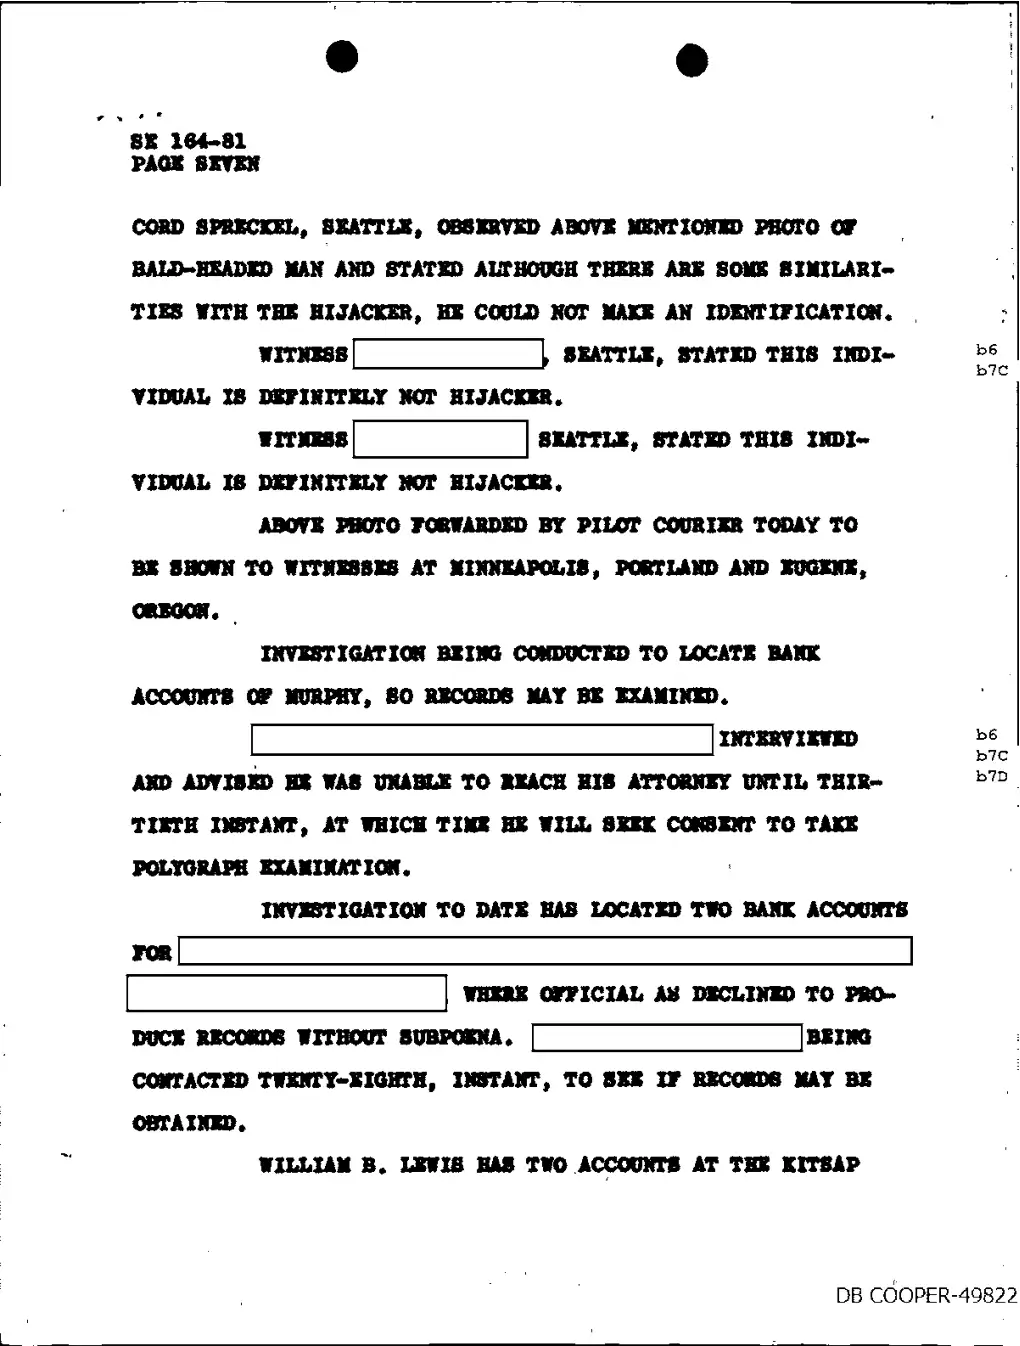 SE 164-81
PAGE SEVEN
CORD SPRECKEL, SEATTLE, OBSERVED ABOVE MENTIONED PHOTO OF
BALD-HEADED MAN AND STATED ALTHOUGH THERE ARE SOME SIMILARI-
TIES WITH THE HIJACKER, HE COULD NOT MAKE AN IDENTIFICATION.
WITNESS , SEATTLE, STATED THIS INDI-
b6
b7C
VIDUAL IS DEFINITELY NOT HIJACKER.
WITNESS SEATTLE, STATED THIS INDI-
VIDUAL IS DEFINITELY NOT HIJACKER.
ABOVE PHOTO FORWARDED BY PILOT COURIER TODAY TO
BE SHOWN TO WITNESSES AT MINNEAPOLIS, PORTLAND AND EUGENE,
OREGON.
INVESTIGATION BEING CONDUCTED TO LOCATE BANK
ACCOUNTS OF MURPHY, SO RECORDS MAY BE EXAMINED.
INTERVIEWED
b6
b7C
b7D
AND ADVISED HE WAS UNABLE TO REACH HIS ATTORNEY UNTIL THIR-
TIETH INSTANT, AT WHICH TIME HE WILL SEEK CONSENT TO TAKE
POLYGRAPH EXAMINATION.
INVESTIGATION TO DATE HAS LOCATED TWO BANK ACCOUNTS
FOR
WHERE OFFICIAL AS DECLINED TO PRO-
DUCE RECORDS WITHOUT SUBPOENA. BEING
CONTACTED TWENTY-EIGHTH, INSTANT, TO SEE IF RECORDS MAY BE
OBTAINED.
WILLIAM B. LEWIS HAS TWO ACCOUNTS AT THE KITSAP
DB COOPER-49822